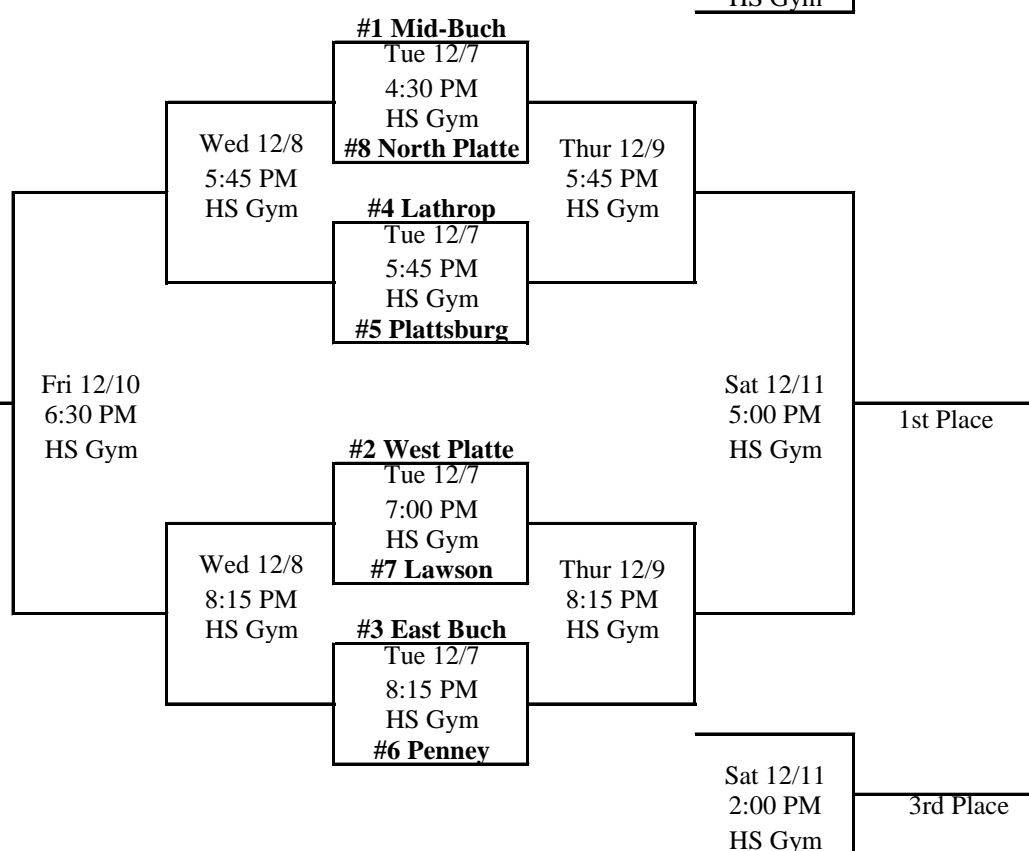 HS Gym
#1 Mid-Buch
Tue 12/7
4:30 PM
HS Gym
#8 North Platte
Wed 12/8
5:45 PM
HS Gym
Thur 12/9
5:45 PM
HS Gym
#4 Lathrop
Tue 12/7
5:45 PM
HS Gym
#5 Plattsburg
Fri 12/10
6:30 PM
HS Gym
Sat 12/11
5:00 PM
HS Gym
1st Place
#2 West Platte
Tue 12/7
7:00 PM
HS Gym
#7 Lawson
Wed 12/8
8:15 PM
HS Gym
Thur 12/9
8:15 PM
HS Gym
#3 East Buch
Tue 12/7
8:15 PM
HS Gym
#6 Penney
Sat 12/11
2:00 PM
HS Gym
3rd Place